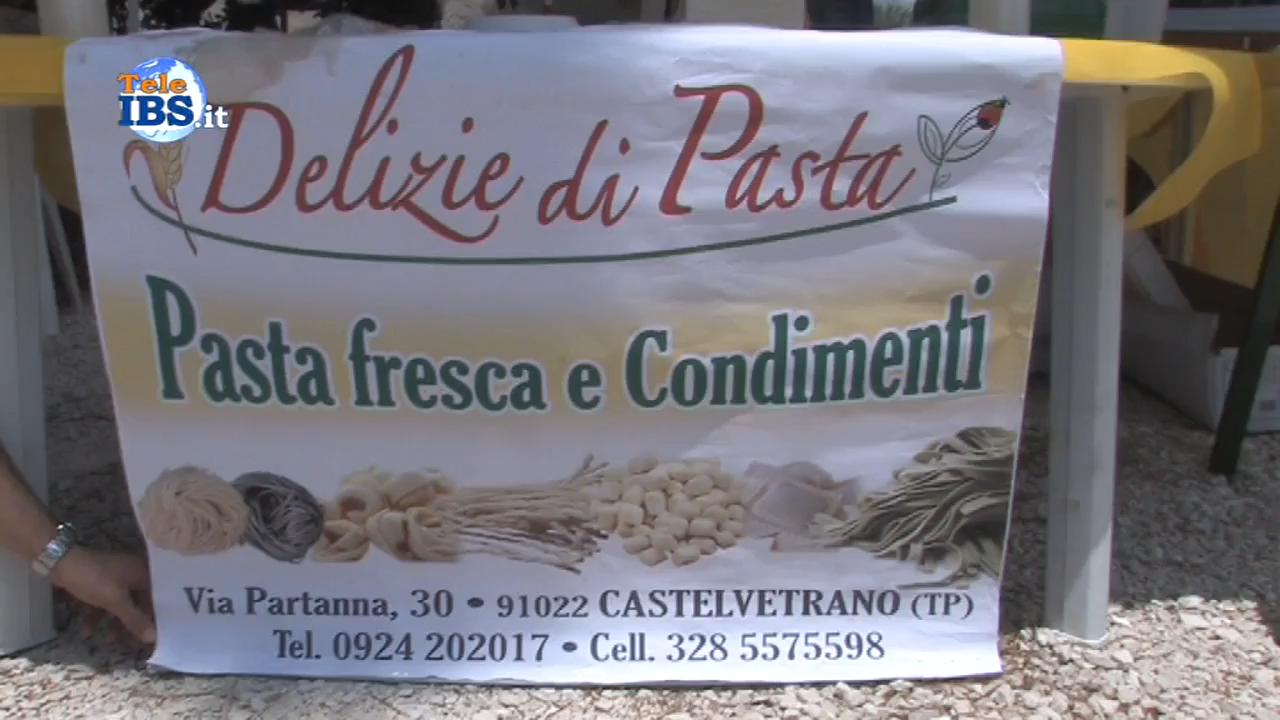 Tele
IBS.it
Delizie di Pasta
Pasta fresca e Condimenti
Via Partanna, 30 • 91022 CASTELVETRANO (TP)
Tel. 0924 202017 • Cell. 328 5575598